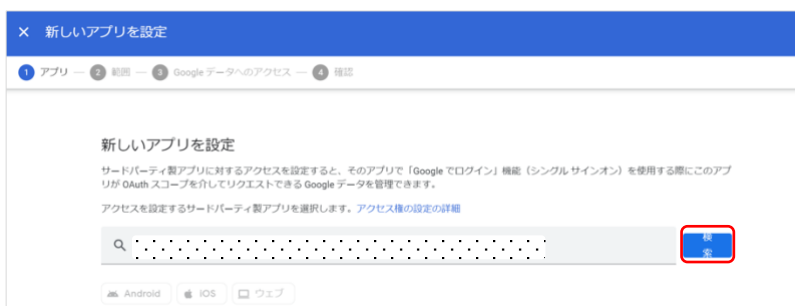 × 新しいアプリを設定
1 アプリ — 2 範囲 — 3 Google データへのアクセス — 4 確認
新しいアプリを設定
サードパーティ製アプリに対するアクセスを設定すると、そのアプリで「Google でログイン」機能（シングル サインオン）を使用する際にこのアプ
リが OAuth スコープを介してリクエストできる Google データを管理できます。
アクセスを設定するサードパーティ製アプリを選択します。アクセス権の設定の詳細
検
索
Android iOS ウェブ